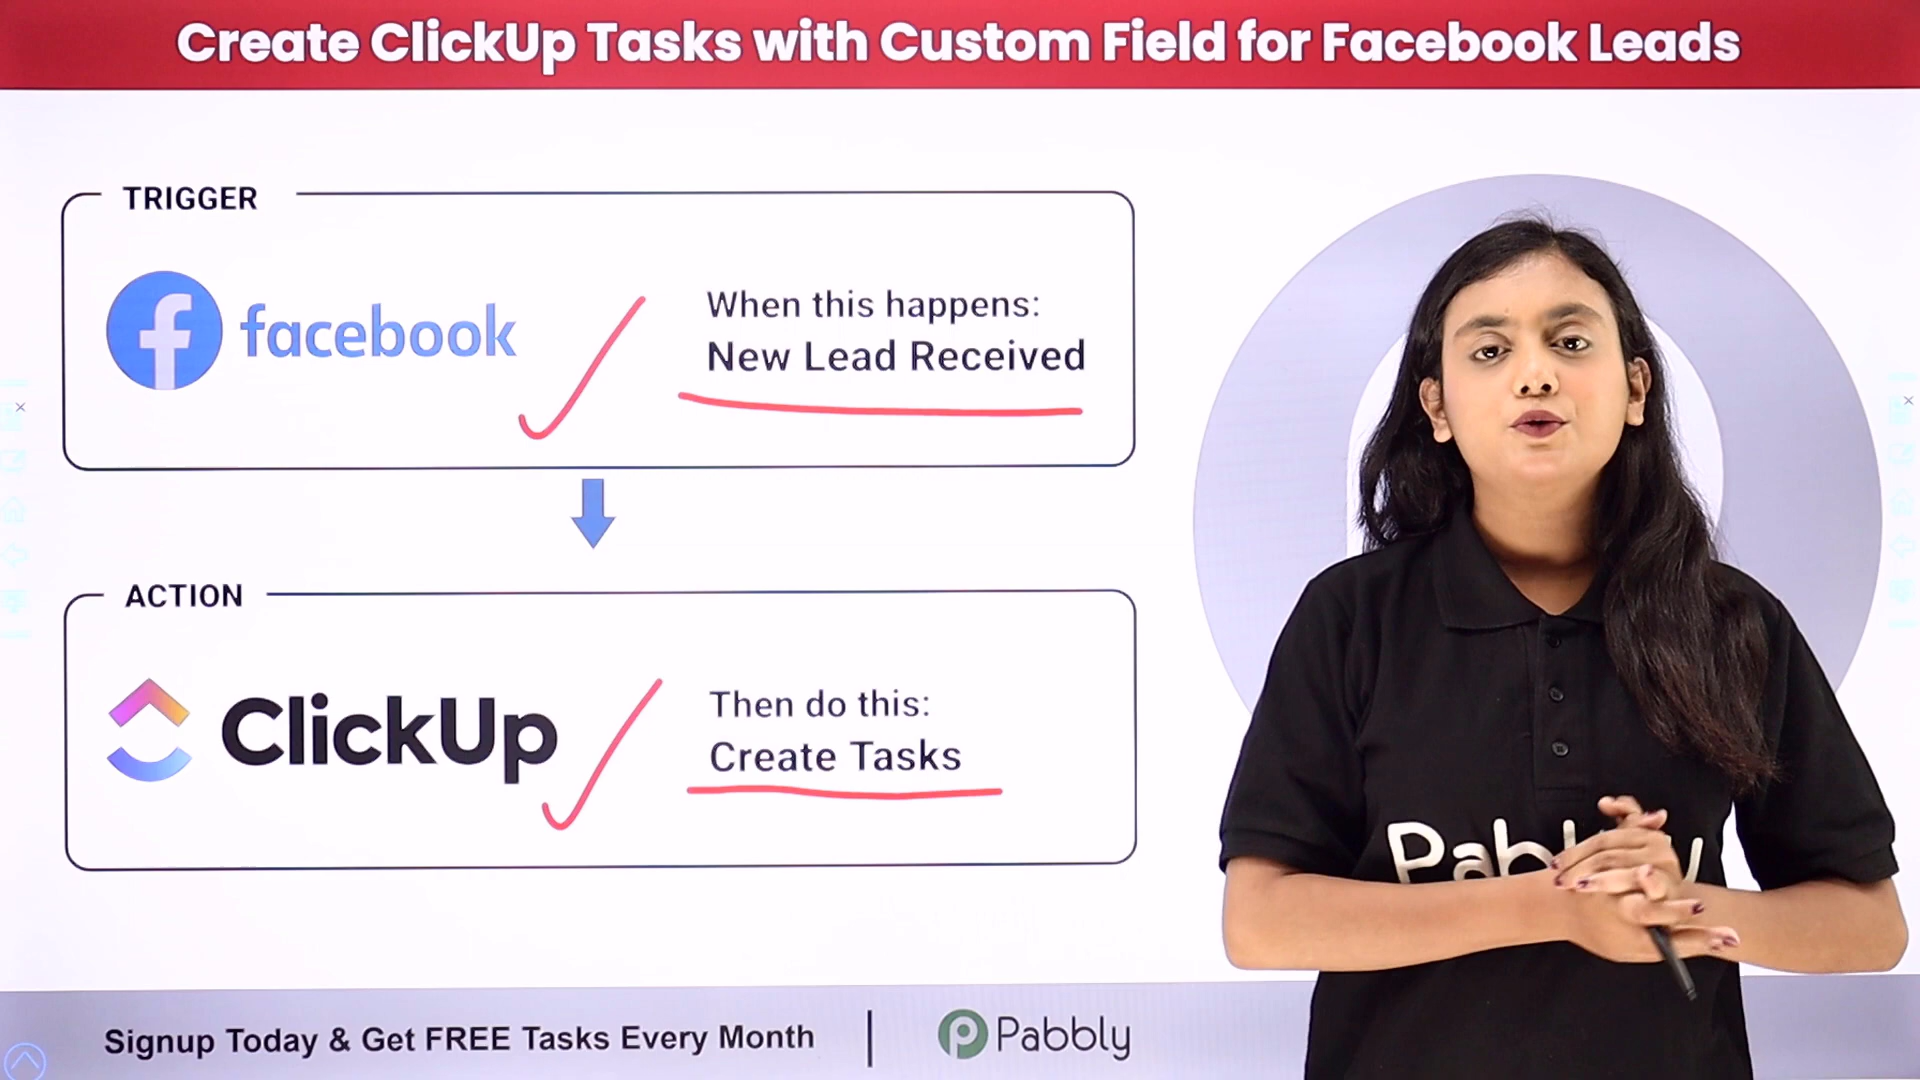 Create ClickUp Tasks with Custom Field for Facebook Leads
TRIGGER
facebook
When this happens:
New Lead Received
ACTION
ClickUp
Then do this:
Create Tasks
Signup Today & Get FREE Tasks Every Month
Pabbly